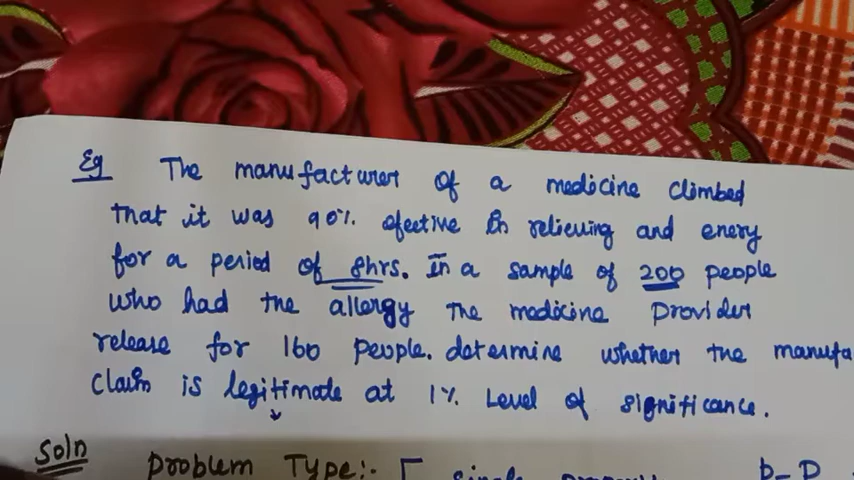 Eg The manufacturer of a medicine climbed
that it was 90% efective in relieving and enery
for a period of 8hrs. In a sample of 200 people
who had the allergy the medicine provider
release for 160 people. determine whether the manufa
claim is legitimate at 1% Level of significance.
Soln Problem Type:- single P-P